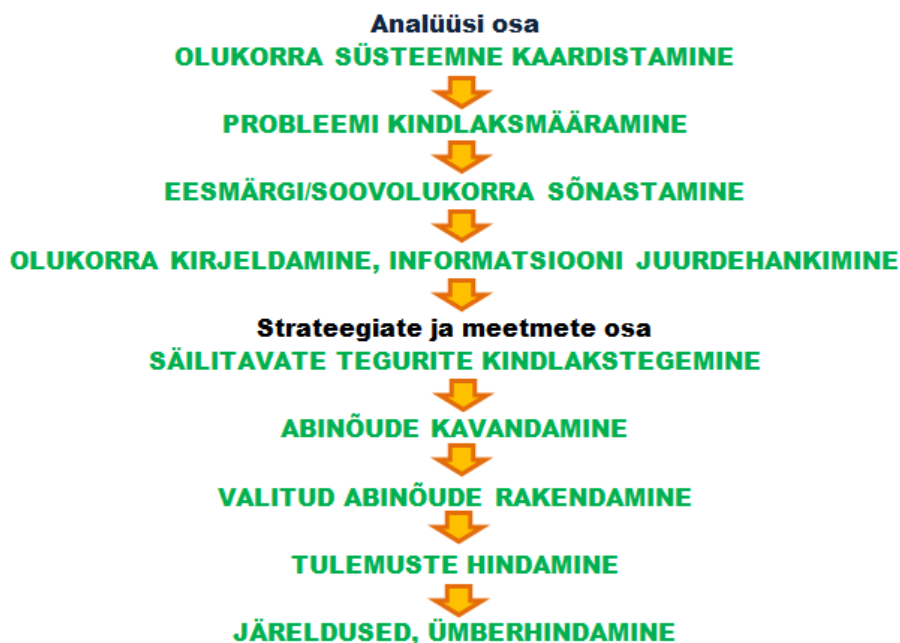 Analüüsi osa
OLUKORRA SÜSTEEMNE KAARDISTAMINE
PROBLEEMI KINDLAKSMÄÄRAMINE
EESMÄRGI/SOOVOLUKORRA SÕNASTAMINE
OLUKORRA KIRJELDAMINE, INFORMATSIOONI JUURDEHANKIMINE
Strateegiate ja meetmete osa
SÄILITAVATE TEGURITE KINDLAKSTEGEMINE
ABINÕUDE KAVANDAMINE
VALITUD ABINÕUDE RAKENDAMINE
TULEMUSTE HINDAMINE
JÄRELDUSED, ÜMBERHINDAMINE